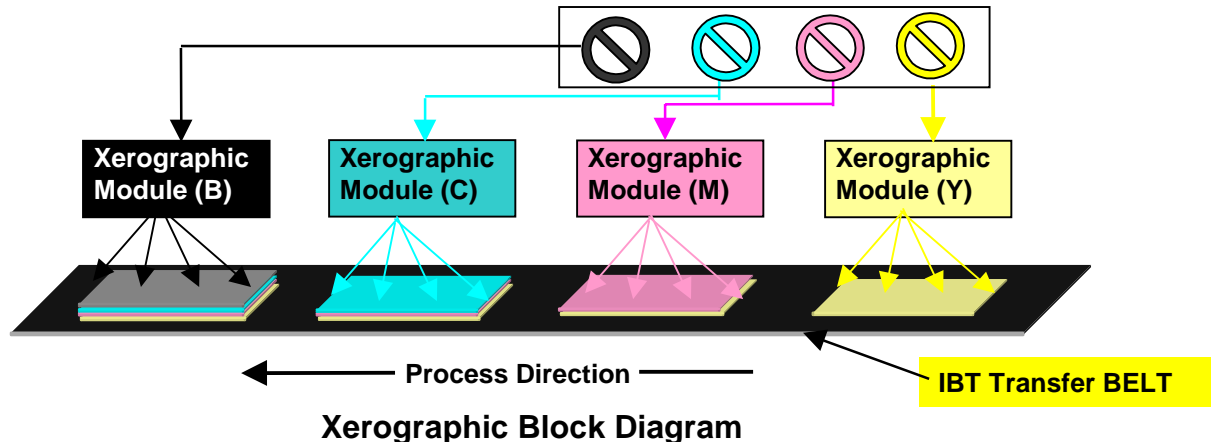 Xerographic
Module (B)
Xerographic
Module (C)
Xerographic
Module (M)
Xerographic
Module (Y)
Process Direction
IBT Transfer BELT
Xerographic Block Diagram